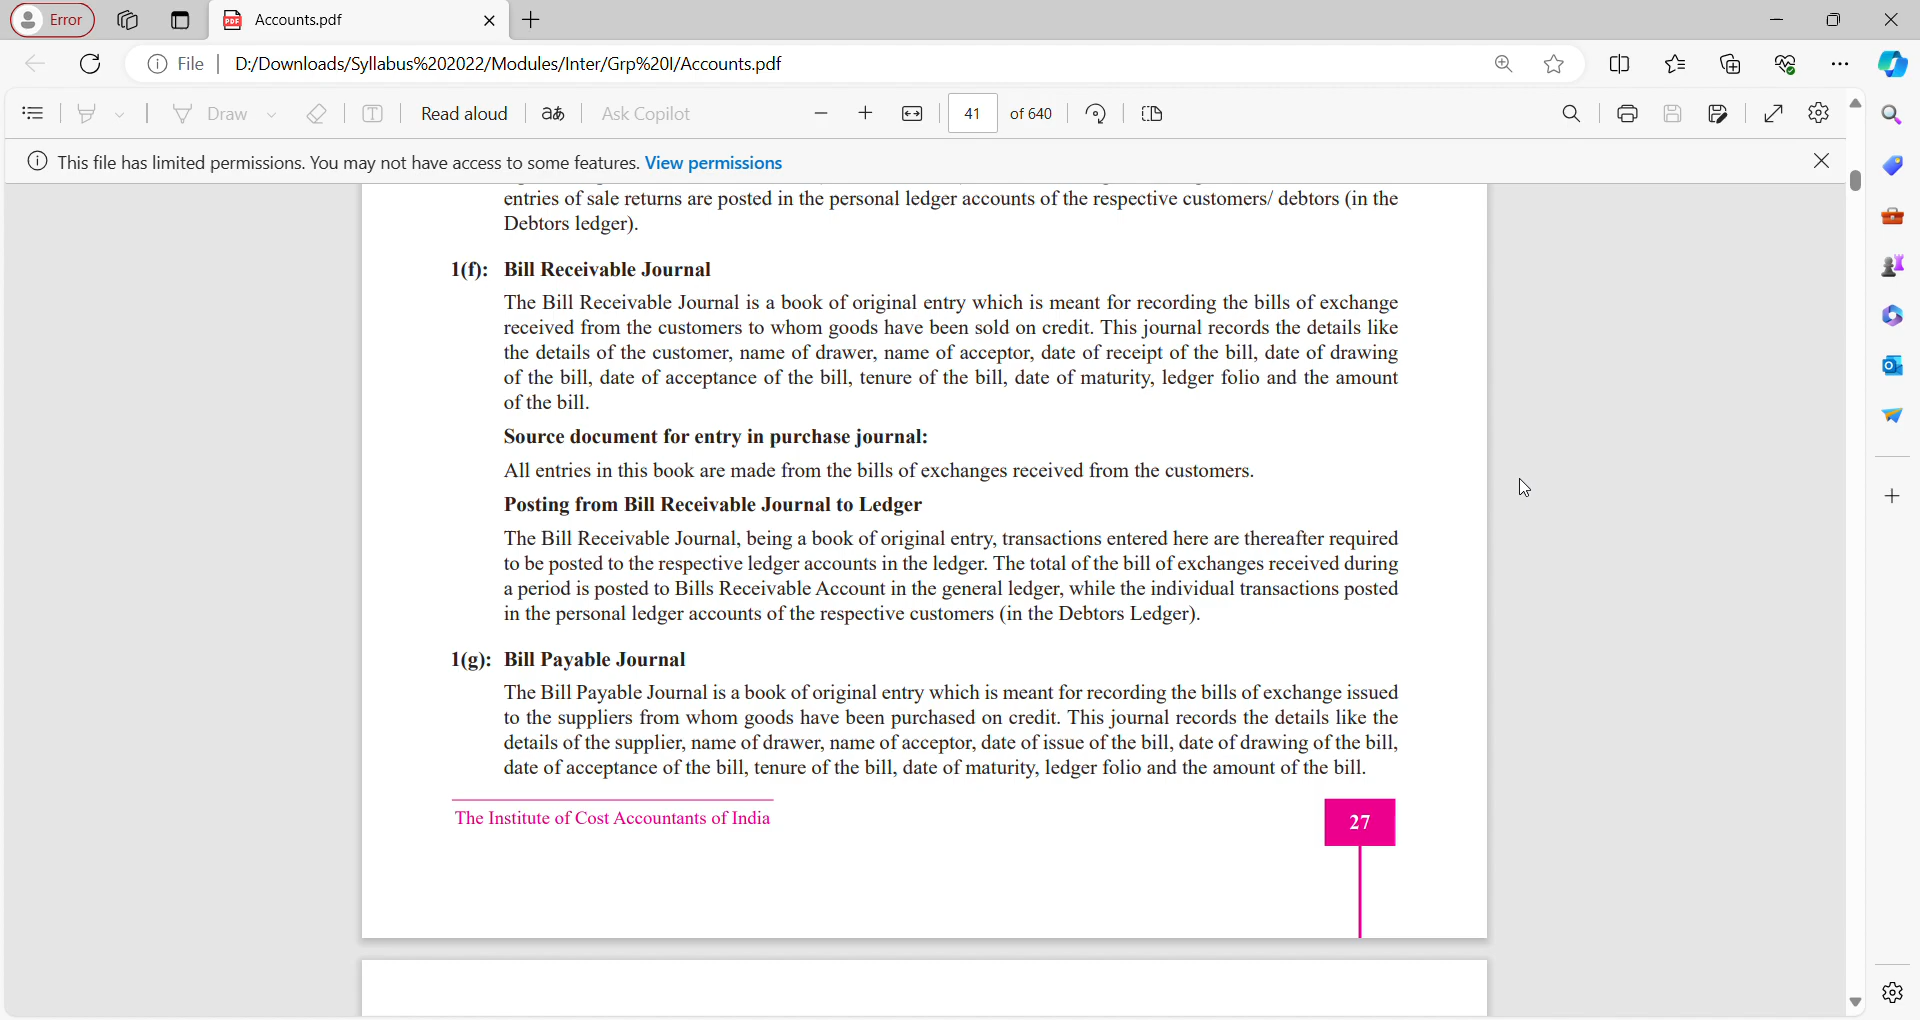 Error
Accounts.pdf
File
D:/Downloads/Syllabus%202022/Modules/Inter/Grp%20I/Accounts.pdf
Draw
Read aloud
aあ
Ask Copilot
41
of 640
This file has limited permissions. You may not have access to some features. View permissions
entries of sale returns are posted in the personal ledger accounts of the respective customers/ debtors (in the
Debtors ledger).
1(f): Bill Receivable Journal
The Bill Receivable Journal is a book of original entry which is meant for recording the bills of exchange
received from the customers to whom goods have been sold on credit. This journal records the details like
the details of the customer, name of drawer, name of acceptor, date of receipt of the bill, date of drawing
of the bill, date of acceptance of the bill, tenure of the bill, date of maturity, ledger folio and the amount
of the bill.
Source document for entry in purchase journal:
All entries in this book are made from the bills of exchanges received from the customers.
Posting from Bill Receivable Journal to Ledger
The Bill Receivable Journal, being a book of original entry, transactions entered here are thereafter required
to be posted to the respective ledger accounts in the ledger. The total of the bill of exchanges received during
a period is posted to Bills Receivable Account in the general ledger, while the individual transactions posted
in the personal ledger accounts of the respective customers (in the Debtors Ledger).
1(g): Bill Payable Journal
The Bill Payable Journal is a book of original entry which is meant for recording the bills of exchange issued
to the suppliers from whom goods have been purchased on credit. This journal records the details like the
details of the supplier, name of drawer, name of acceptor, date of issue of the bill, date of drawing of the bill,
date of acceptance of the bill, tenure of the bill, date of maturity, ledger folio and the amount of the bill.
The Institute of Cost Accountants of India
27